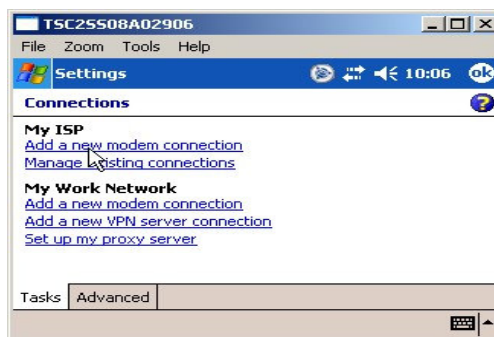 TSC25S08A02906
File Zoom Tools Help
Settings 10:06 ok
Connections ?
My ISP
Add a new modem connection
Manage existing connections
My Work Network
Add a new modem connection
Add a new VPN server connection
Set up my proxy server
Tasks Advanced